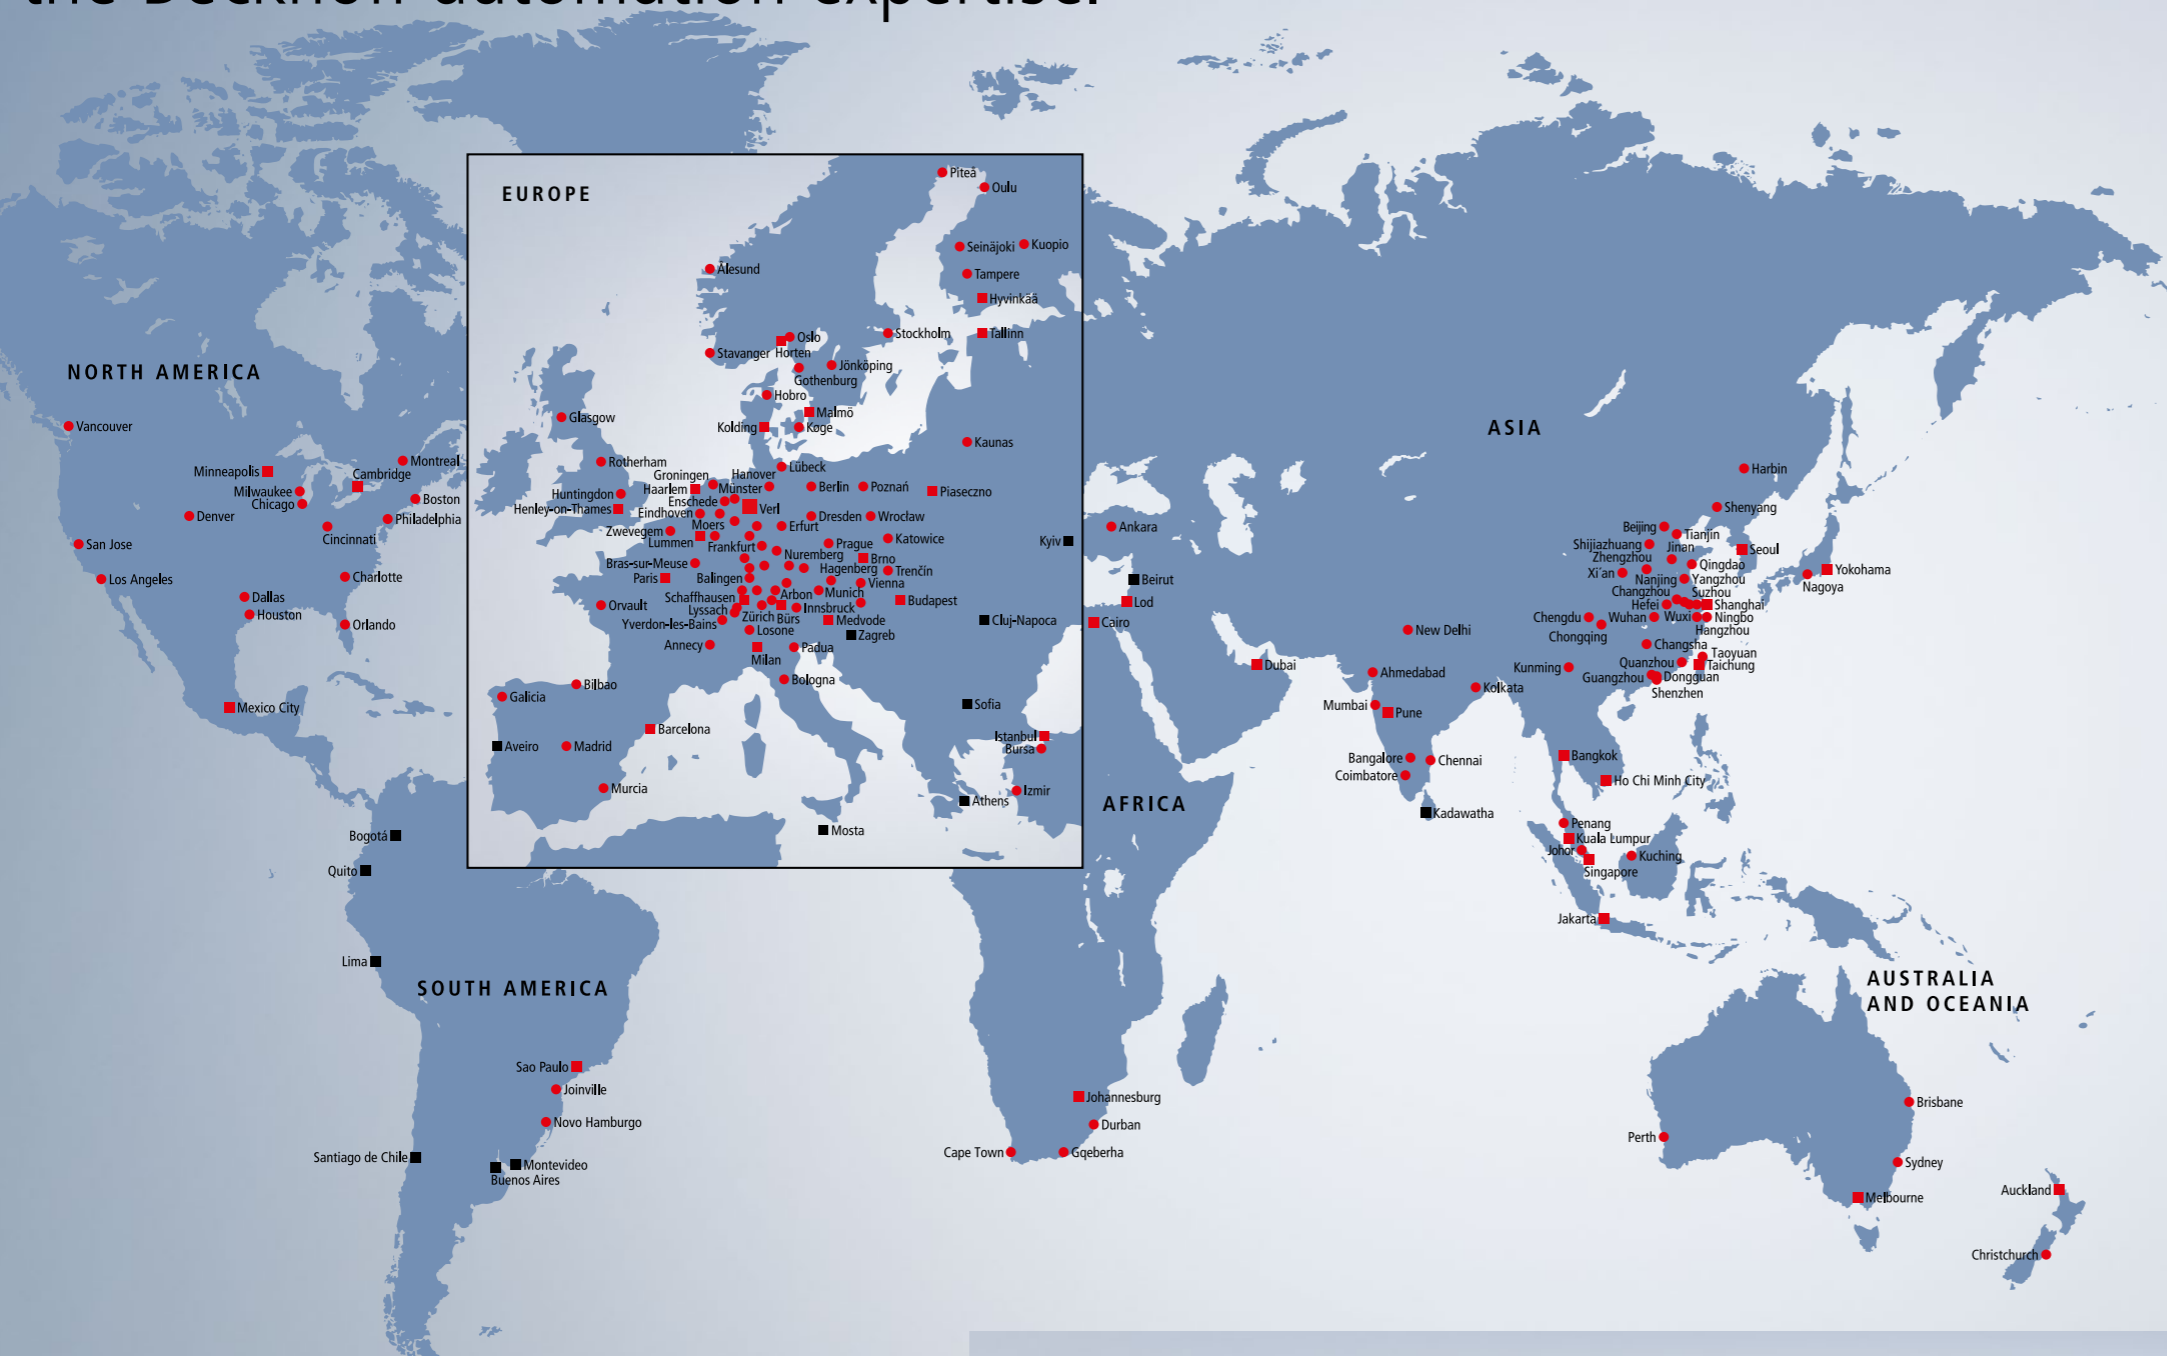 the Beckhoff automation expertise.
EUROPE
Piteå
Oulu
Seinäjoki
Kuopio
Tampere
Hyvinkää
Ålesund
Oslo
Stockholm
Tallinn
Stavanger
Horten
Jönköping
Gothenburg
Hobro
Malmö
Kolding
Køge
Glasgow
Kaunas
Rotherham
Lübeck
Groningen
Hanover
Haarlem
Münster
Berlin
Poznań
Piaseczno
Huntingdon
Enschede
Henley-on-Thames
Eindhoven
Verl
Dresden
Wrocław
Moers
Erfurt
Zwevegem
Lummen
Frankfurt
Prague
Katowice
Kyiv
Nuremberg
Brno
Bras-sur-Meuse
Hagenberg
Trenčín
Paris
Balingen
Vienna
Arbon
Munich
Schaffhausen
Budapest
Orvault
Lyssach
Innsbruck
Zürich
Bürs
Medvode
Cluj-Napoca
Yverdon-les-Bains
Losone
Zagreb
Annecy
Padua
Milan
Bologna
Bilbao
Galicia
Sofia
Barcelona
Istanbul
Aveiro
Madrid
Bursa
Murcia
Izmir
Athens
Mosta
NORTH AMERICA
Vancouver
Montreal
Minneapolis
Cambridge
Milwaukee
Boston
Chicago
Denver
Philadelphia
Cincinnati
San Jose
Los Angeles
Charlotte
Dallas
Houston
Orlando
Mexico City
Bogotá
Quito
Lima
SOUTH AMERICA
Sao Paulo
Joinville
Novo Hamburgo
Santiago de Chile
Montevideo
Buenos Aires
AFRICA
Cairo
Johannesburg
Durban
Cape Town
Gqeberha
ASIA
Ankara
Beirut
Lod
Dubai
Harbin
Shenyang
Beijing
Tianjin
Shijiazhuang
Jinan
Seoul
Zhengzhou
Qingdao
Yokohama
Xi´an
Nanjing
Yangzhou
Nagoya
Changzhou
Suzhou
Hefei
Shanghai
Chengdu
Wuhan
Wuxi
Ningbo
Chongqing
Hangzhou
New Delhi
Changsha
Taoyuan
Quanzhou
Taichung
Kunming
Ahmedabad
Guangzhou
Dongguan
Kolkata
Shenzhen
Mumbai
Pune
Bangalore
Chennai
Bangkok
Coimbatore
Ho Chi Minh City
Kadawatha
Penang
Kuala Lumpur
Johor
Kuching
Singapore
Jakarta
AUSTRALIA
AND OCEANIA
Brisbane
Perth
Sydney
Melbourne
Auckland
Christchurch